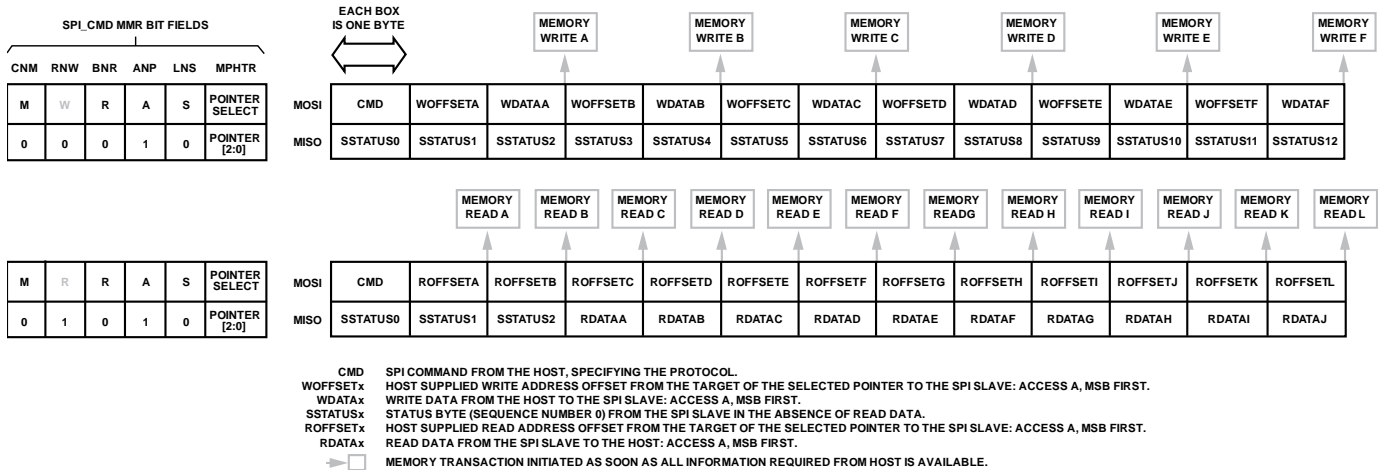 SPI_CMD MMR BIT FIELDS
EACH BOX
IS ONE BYTE
MEMORY WRITE A MEMORY WRITE B MEMORY WRITE C MEMORY WRITE D MEMORY WRITE E MEMORY WRITE F
CNM RNW BNR ANP LNS MPHTR
M W R A S POINTER SELECT
MOSI CMD WOFFSETA WDATAA WOFFSETB WDATAB WOFFSETC WDATAC WOFFSETD WDATAD WOFFSETE WDATAE WOFFSETF WDATAF
0 0 0 1 0 POINTER [2:0]
MISO SSTATUS0 SSTATUS1 SSTATUS2 SSTATUS3 SSTATUS4 SSTATUS5 SSTATUS6 SSTATUS7 SSTATUS8 SSTATUS9 SSTATUS10 SSTATUS11 SSTATUS12
MEMORY READ A MEMORY READ B MEMORY READ C MEMORY READ D MEMORY READ E MEMORY READ F MEMORY READG MEMORY READ H MEMORY READ I MEMORY READ J MEMORY READ K MEMORY READ L
M R R A S POINTER SELECT
MOSI CMD ROFFSETA ROFFSETB ROFFSETC ROFFSETD ROFFSETE ROFFSETF ROFFSETG ROFFSETH ROFFSETI ROFFSETJ ROFFSETK ROFFSETL
0 1 0 1 0 POINTER [2:0]
MISO SSTATUS0 SSTATUS1 SSTATUS2 RDATAA RDATAB RDATAC RDATAD RDATAE RDATAF RDATAG RDATAH RDATAI RDATAJ
CMD SPI COMMAND FROM THE HOST, SPECIFYING THE PROTOCOL.
WOFFSETx HOST SUPPLIED WRITE ADDRESS OFFSET FROM THE TARGET OF THE SELECTED POINTER TO THE SPI SLAVE: ACCESS A, MSB FIRST.
WDATAx WRITE DATA FROM THE HOST TO THE SPI SLAVE: ACCESS A, MSB FIRST.
SSTATUSx STATUS BYTE (SEQUENCE NUMBER 0) FROM THE SPI SLAVE IN THE ABSENCE OF READ DATA.
ROFFSETx HOST SUPPLIED READ ADDRESS OFFSET FROM THE TARGET OF THE SELECTED POINTER TO THE SPI SLAVE: ACCESS A, MSB FIRST.
RDATAx READ DATA FROM THE SPI SLAVE TO THE HOST: ACCESS A, MSB FIRST.
MEMORY TRANSACTION INITIATED AS SOON AS ALL INFORMATION REQUIRED FROM HOST IS AVAILABLE.